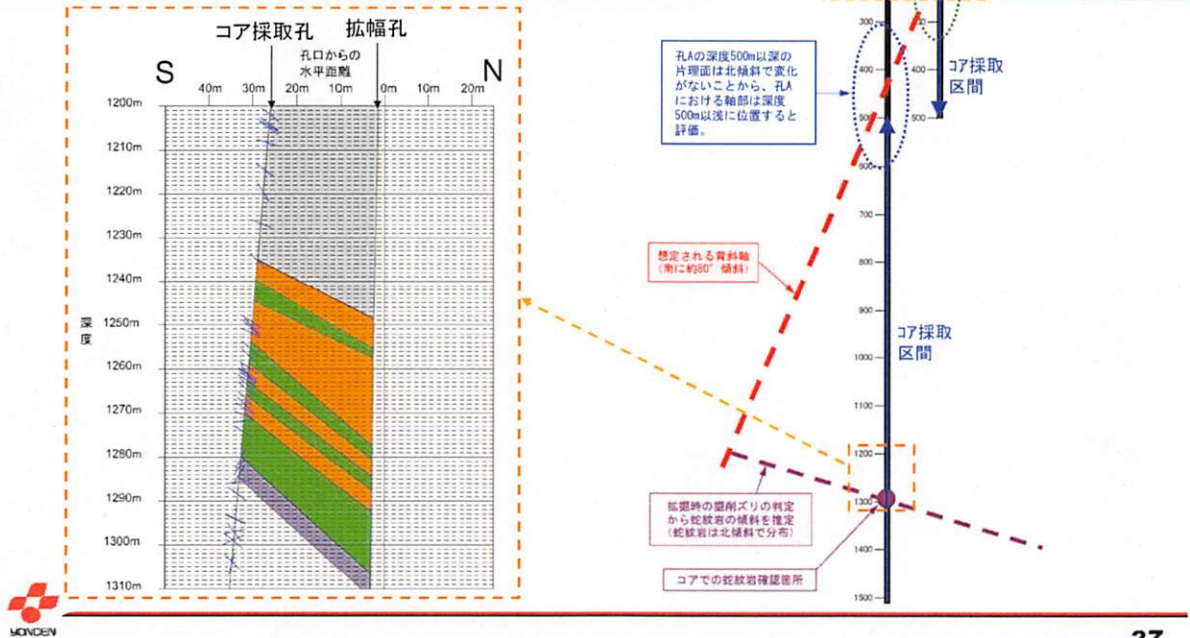 コア採取孔 拡幅孔
孔口からの
水平距離
S N
40m 30m 20m 10m 0m 10m 20m
1200m
1210m
1220m
1230m
1240m
1250m
1260m
1270m
1280m
1290m
1300m
1310m
深
度
孔Aの深度500m以深の
片理面は北傾斜で変化
がないことから、孔A
における軸部は深度
500m以浅に位置すると
評価。
300
400
500
600
700
800
900
1000
1100
1200
1300
1400
1500
400
500
コア採取
区間
想定される背斜軸
(南に約80°傾斜)
コア採取
区間
拡掘時の掘削ズリの判定
から蛇紋岩の傾斜を推定
(蛇紋岩は北傾斜で分布)
コアでの蛇紋岩確認箇所
YONDEN